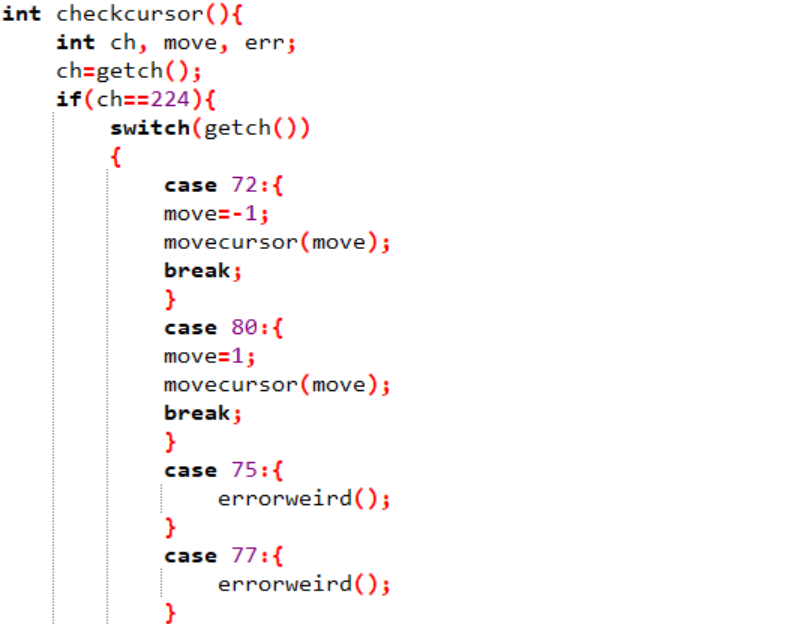 int checkcursor(){
int ch, move, err;
ch=getch();
if(ch==224){
switch(getch())
{
case 72:{
move=-1;
movecursor(move);
break;
}
case 80:{
move=1;
movecursor(move);
break;
}
case 75:{
errorweird();
}
case 77:{
errorweird();
}